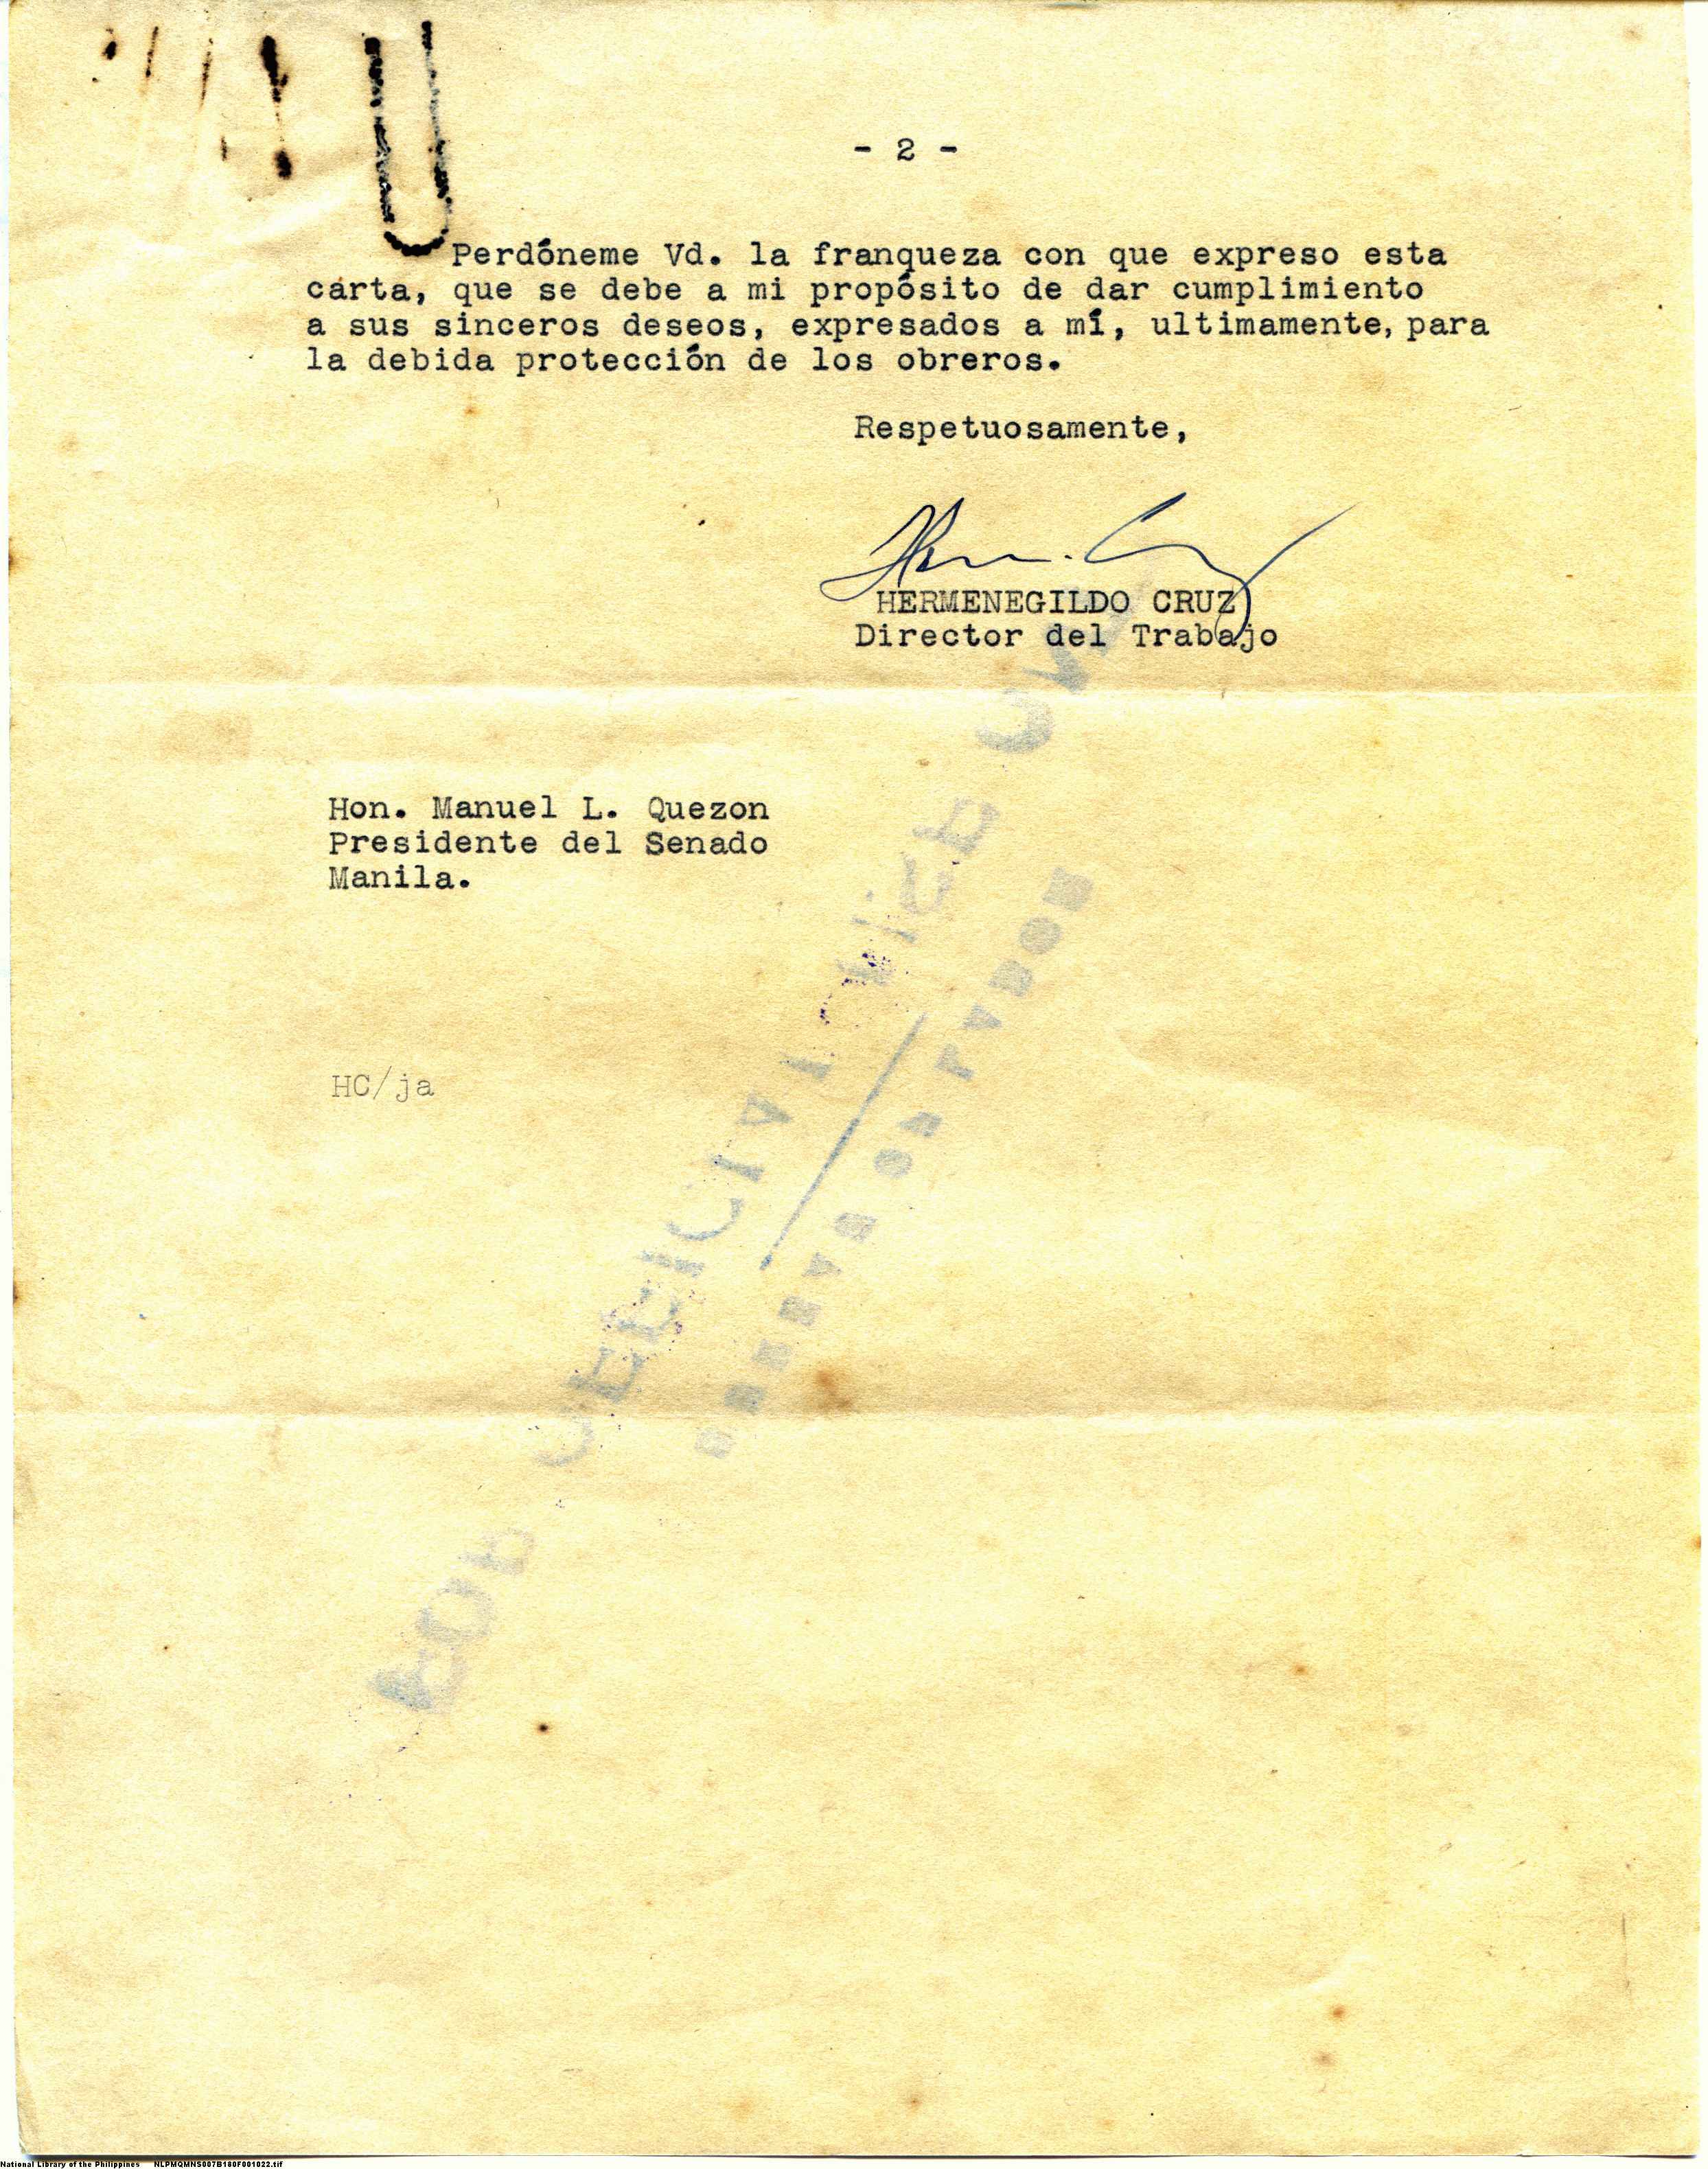 - 2 -
Perdóneme Vd. la franqueza con que expreso esta
carta, que se debe a mi propósito de dar cumplimiento
a sus sinceros deseos, expresados a mí, ultimamente, para
la debida protección de los obreros.
Respetuosamente,
HERMENEGILDO CRUZ
Director del Trabajo
Hon. Manuel L. Quezon
Presidente del Senado
Manila.
HC/ja
National Library of the Philippines NLPMQMNS007B180F001022.tif